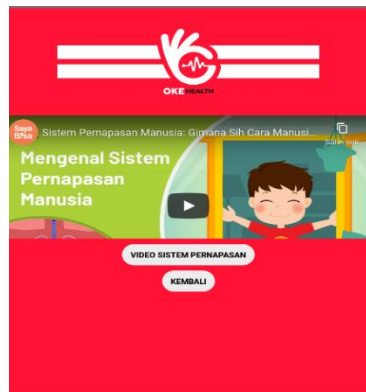 OKE HEALTH
Saya
Bisa
Sistem Pernapasan Manusia: Gimana Sih Cara Manusi...
Mengenal Sistem
Pernapasan
Manusia
VIDEO SISTEM PERNAPASAN
KEMBALI